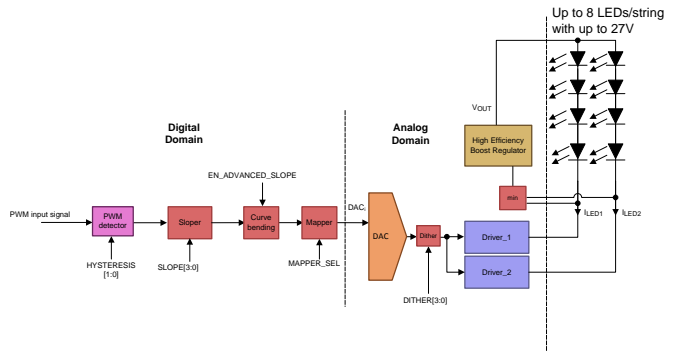 Up to 8 LEDs/string
with up to 27V
VOUT
High Efficiency
Boost Regulator
Digital
Domain
Analog
Domain
EN_ADVANCED_SLOPE
min
DAC
ILED1
ILED2
PWM input signal
PWM
detector
Sloper
Curve
bending
Mapper
DAC
Dither
Driver_1
Driver_2
HYSTERESIS
[1:0]
SLOPE[3:0]
MAPPER_SEL
DITHER[3:0]